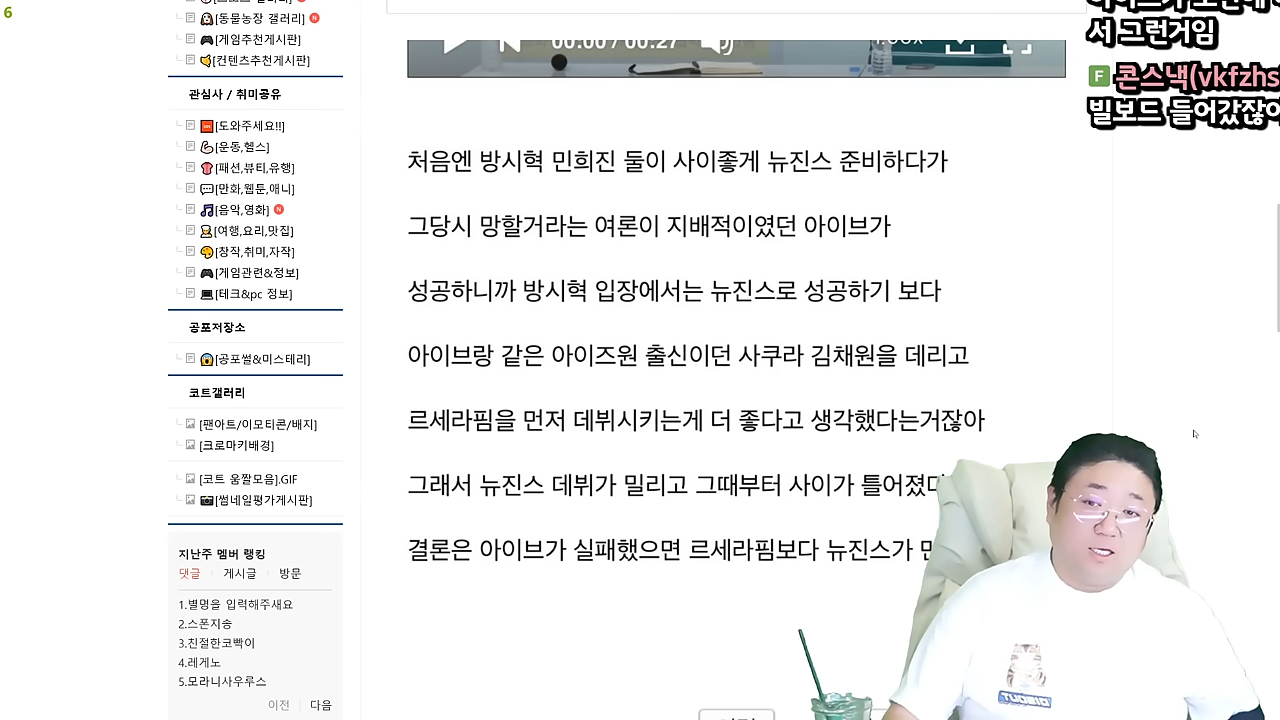 6
[동물농장 갤러리] N
[게임추천게시판]
[컨텐츠추천게시판]
관심사 / 취미공유
[도와주세요!!]
[운동,헬스]
[패션,뷰티,유행]
[만화,웹툰,애니]
[음악,영화] N
[여행,요리,맛집]
[창작,취미,자작]
[게임관련&정보]
[테크&pc 정보]
공포저장소
[공포썰&미스테리]
코트갤러리
[팬아트/이모티콘/배지]
[크로마키배경]
[코트 움짤모음].GIF
[썸네일평가게시판]
지난주 멤버 랭킹
댓글 게시글 방문
1.별명을 입력해주새요
2.스폰지송
3.친절한코빡이
4.레게노
5.모라니사우루스
이전 다음
00:00 / 00:27
1.00x
처음엔 방시혁 민희진 둘이 사이좋게 뉴진스 준비하다가
그당시 망할거라는 여론이 지배적이였던 아이브가
성공하니까 방시혁 입장에서는 뉴진스로 성공하기 보다
아이브랑 같은 아이즈원 출신이던 사쿠라 김채원을 데리고
르세라핌을 먼저 데뷔시키는게 더 좋다고 생각했다는거잖아
그래서 뉴진스 데뷔가 밀리고 그때부터 사이가 틀어졌다
결론은 아이브가 실패했으면 르세라핌보다 뉴진스가
서 그런거임
F 콘스낵(vkfzhs
빌보드 들어갔잖아